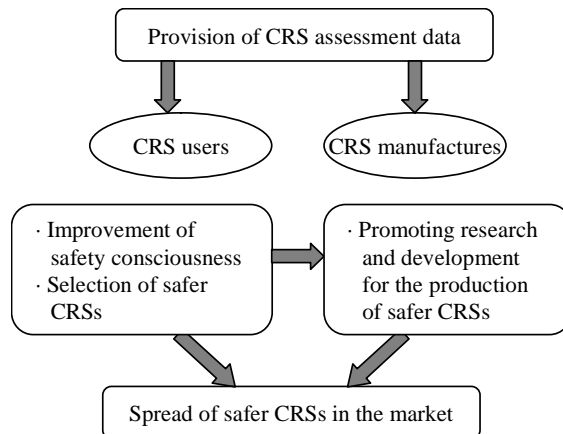 Provision of CRS assessment data
CRS users
CRS manufactures
· Improvement of
safety consciousness
· Selection of safer
CRSs
· Promoting research
and development
for the production
of safer CRSs
Spread of safer CRSs in the market